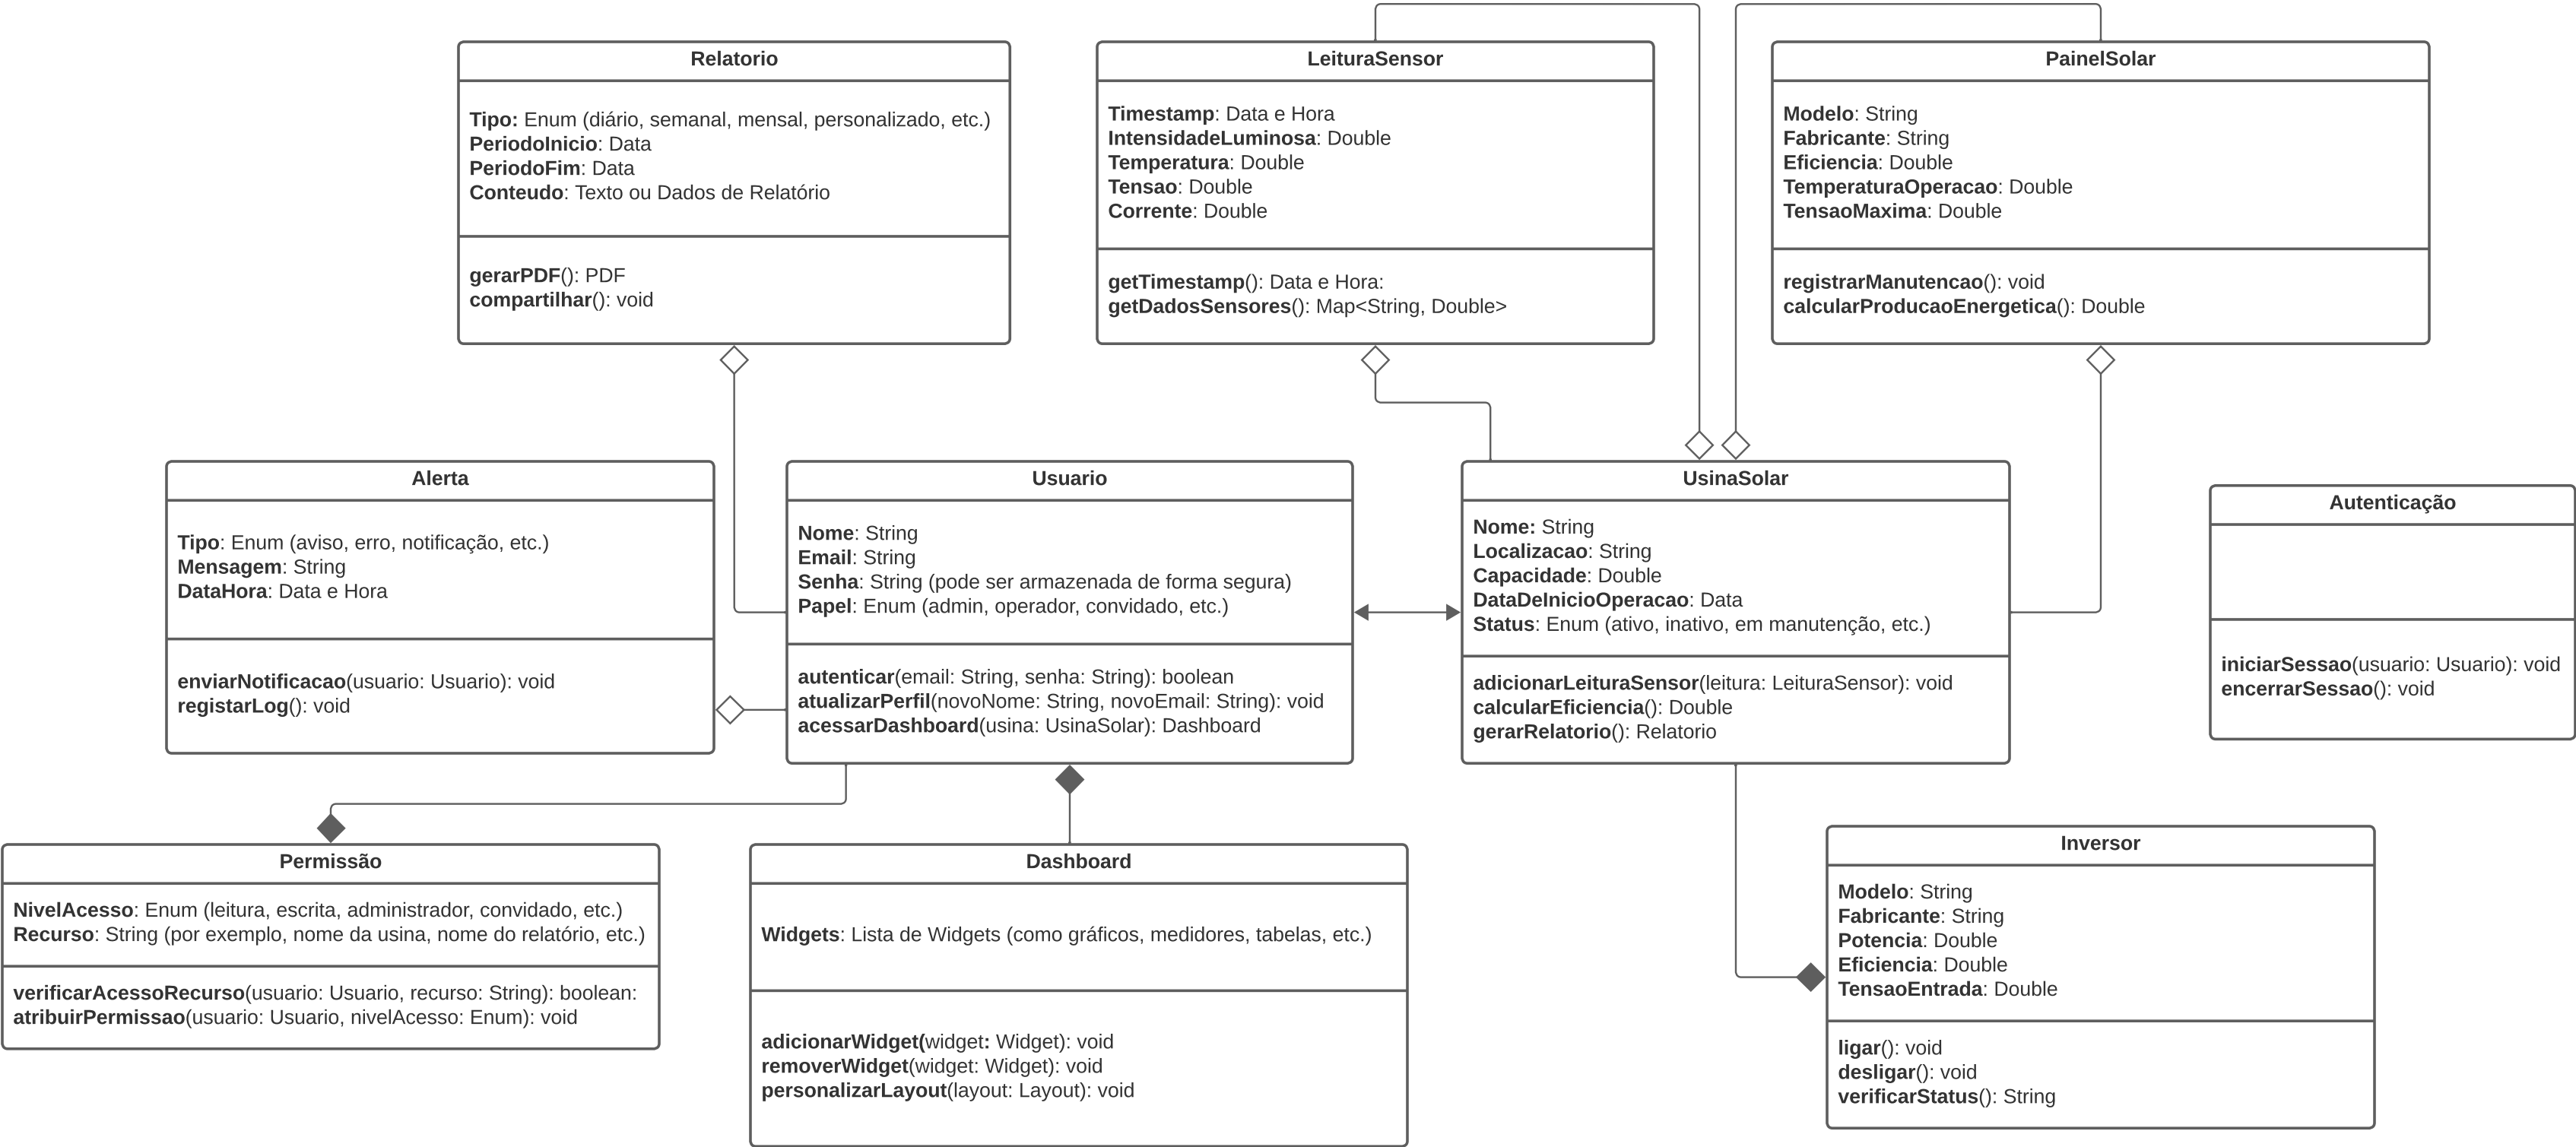 Relatorio
Tipo: Enum (diário, semanal, mensal, personalizado, etc.)
PeriodoInicio: Data
PeriodoFim: Data
Conteudo: Texto ou Dados de Relatório
gerarPDF(): PDF
compartilhar(): void
LeituraSensor
Timestamp: Data e Hora
IntensidadeLuminosa: Double
Temperatura: Double
Tensao: Double
Corrente: Double
getTimestamp(): Data e Hora:
getDadosSensores(): Map<String, Double>
PainelSolar
Modelo: String
Fabricante: String
Eficiencia: Double
TemperaturaOperacao: Double
TensaoMaxima: Double
registrarManutencao(): void
calcularProducaoEnergetica(): Double
Alerta
Tipo: Enum (aviso, erro, notificação, etc.)
Mensagem: String
DataHora: Data e Hora
enviarNotificacao(usuario: Usuario): void
registarLog(): void
Usuario
Nome: String
Email: String
Senha: String (pode ser armazenada de forma segura)
Papel: Enum (admin, operador, convidado, etc.)
autenticar(email: String, senha: String): boolean
atualizarPerfil(novoNome: String, novoEmail: String): void
acessarDashboard(usina: UsinaSolar): Dashboard
UsinaSolar
Nome: String
Localizacao: String
Capacidade: Double
DataDeInicioOperacao: Data
Status: Enum (ativo, inativo, em manutenção, etc.)
adicionarLeituraSensor(leitura: LeituraSensor): void
calcularEficiencia(): Double
gerarRelatorio(): Relatorio
Autenticação
iniciarSessao(usuario: Usuario): void
encerrarSessao(): void
Permissão
NivelAcesso: Enum (leitura, escrita, administrador, convidado, etc.)
Recurso: String (por exemplo, nome da usina, nome do relatório, etc.)
verificarAcessoRecurso(usuario: Usuario, recurso: String): boolean:
atribuirPermissao(usuario: Usuario, nivelAcesso: Enum): void
Dashboard
Widgets: Lista de Widgets (como gráficos, medidores, tabelas, etc.)
adicionarWidget(widget: Widget): void
removerWidget(widget: Widget): void
personalizarLayout(layout: Layout): void
Inversor
Modelo: String
Fabricante: String
Potencia: Double
Eficiencia: Double
TensaoEntrada: Double
ligar(): void
desligar(): void
verificarStatus(): String